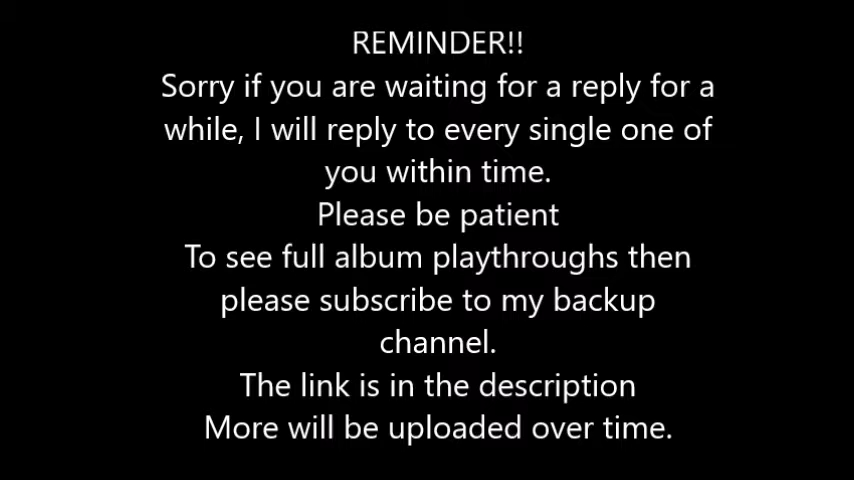 REMINDER!!
Sorry if you are waiting for a reply for a
while, I will reply to every single one of
you within time.
Please be patient
To see full album playthroughs then
please subscribe to my backup
channel.
The link is in the description
More will be uploaded over time.